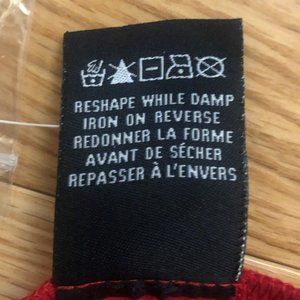 RESHAPE WHILE DAMP
IRON ON REVERSE
REDONNER LA FORME
AVANT DE SÉCHER
REPASSER À L'ENVERS